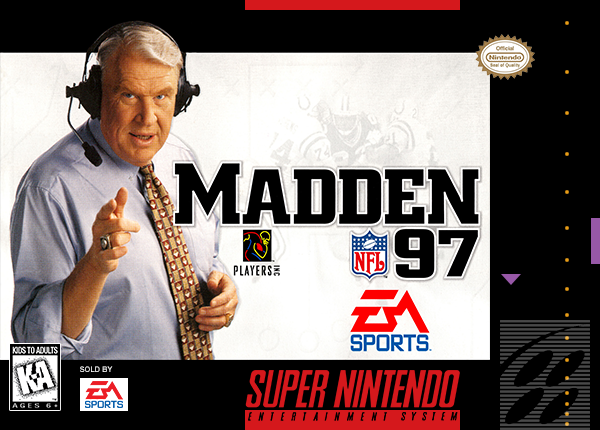 Official
Nintendo
Seal of Quality
MADDEN
NFL
97
PLAYERS INC
EA
SPORTS
KIDS TO ADULTS
K-A
AGES 6+
SOLD BY
EA
SPORTS
SUPER NINTENDO
ENTERTAINMENT SYSTEM